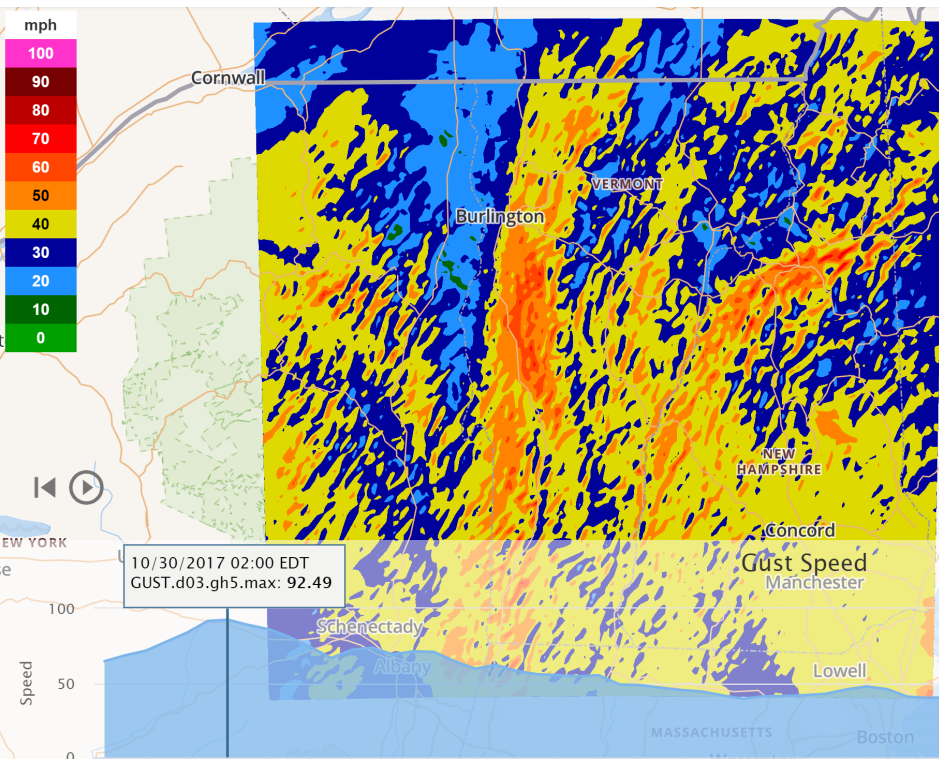 mph
100
90
80
70
60
50
40
30
20
10
0
Cornwall
VERMONT
Burlington
NEW
HAMPSHIRE
EW YORK
Concord
10/30/2017 02:00 EDT
GUST.d03.gh5.max: 92.49
Gust Speed
Manchester
100
Schenectady
Albany
Speed
50
Lowell
MASSACHUSETTS
Boston
0